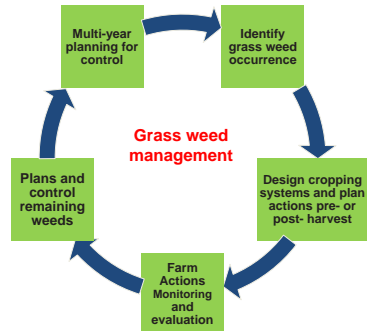 Multi-year
planning for
control
Identify
grass weed
occurrence
Grass weed
management
Plans and
control
remaining
weeds
Design cropping
systems and plan
actions pre- or
post- harvest
Farm
Actions
Monitoring
and
evaluation